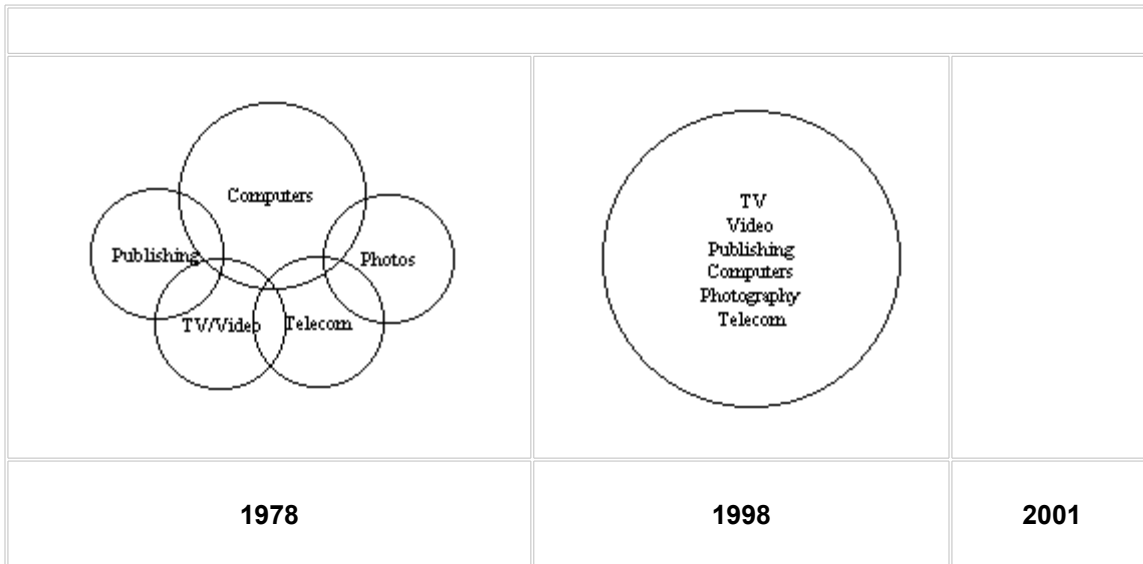 Computers
Publishing
Photos
TV/Video
Telecom
TV
Video
Publishing
Computers
Photography
Telecom
1978
1998
2001